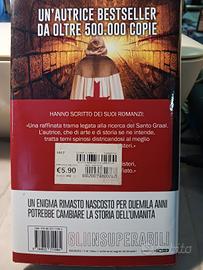 UN'AUTRICE BESTSELLER
DA OLTRE 500.000 COPIE
HANNO SCRITTO DEI SUOI ROMANZI:
«Una raffinata trama legata alla ricerca del Santo Graal.
L'autrice, che di arte e di storia se ne intende,
tratta temi spinosi districandosi al meglio
€5.90
UN ENIGMA RIMASTO NASCOSTO PER DUEMILA ANNI
POTREBBE CAMBIARE LA STORIA DELL'UMANITÀ
GLINSUPERABILI